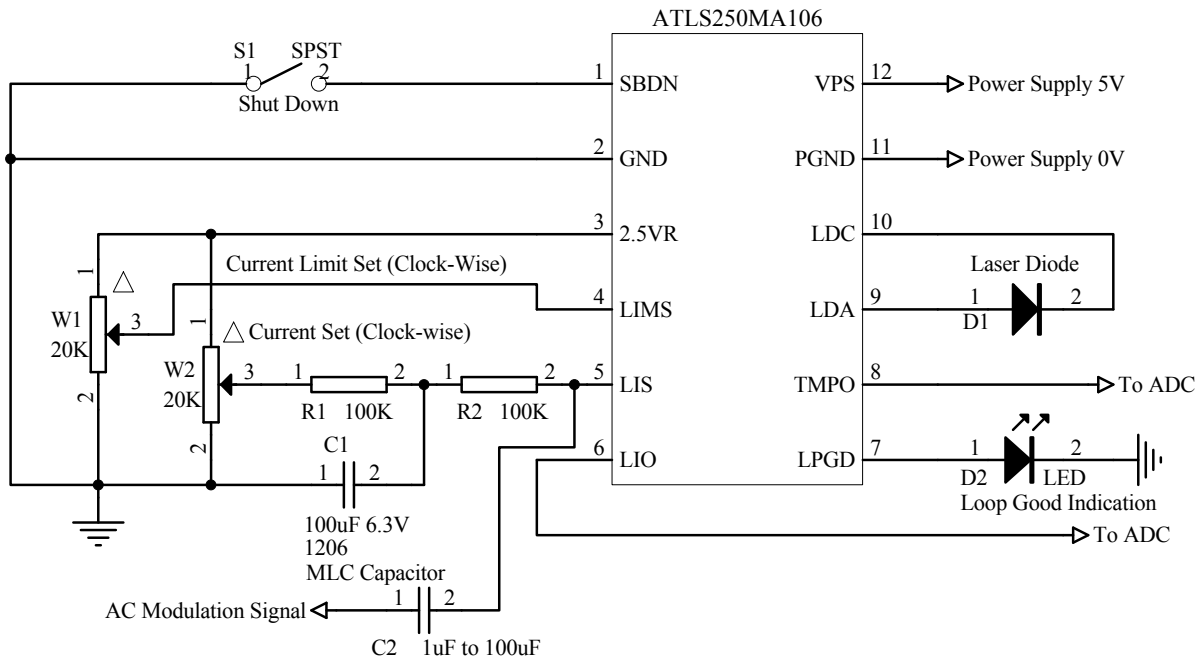 ATLS250MA106
S1 SPST
1 2
Shut Down
1 SBDN VPS 12 Power Supply 5V
2 GND PGND 11 Power Supply 0V
3 2.5VR LDC 10
Current Limit Set (Clock-Wise)
Laser Diode
4 LIMS LDA 9 1 2
D1
1
W1 3
20K
2
1
Current Set (Clock-wise)
W2 3
20K
2
1 2
R1 100K
1 2
R2 100K
5 LIS TMPO 8 To ADC
6 LIO LPGD 7 1 2
D2 LED
Loop Good Indication
To ADC
C1
1 2
100uF 6.3V
1206
MLC Capacitor
AC Modulation Signal 1 2
C2 1uF to 100uF